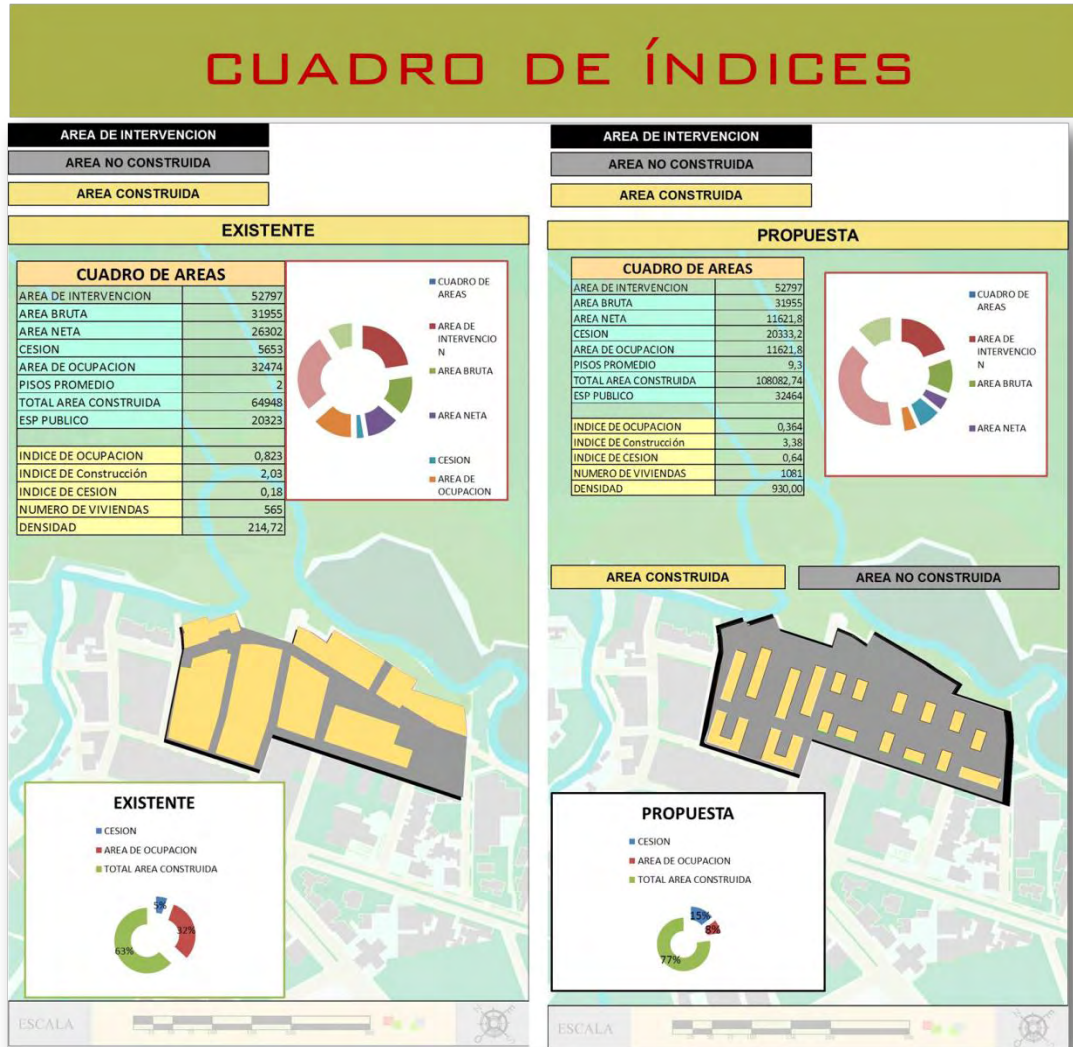 CUADRO DE ÍNDICES
AREA DE INTERVENCION
AREA NO CONSTRUIDA
AREA CONSTRUIDA
EXISTENTE
CUADRO DE AREAS
AREA DE INTERVENCION 52797
AREA BRUTA 31955
AREA NETA 26302
CESION 5653
AREA DE OCUPACION 32474
PISOS PROMEDIO 2
TOTAL AREA CONSTRUIDA 64948
ESP PUBLICO 20323
INDICE DE OCUPACION 0,823
INDICE DE Construcción 2,03
INDICE DE CESION 0,18
NUMERO DE VIVIENDAS 565
DENSIDAD 214,72
CUADRO DE
AREAS
AREA DE
INTERVENCIO
N
AREA BRUTA
AREA NETA
CESION
AREA DE
OCUPACION
EXISTENTE
CESION
AREA DE OCUPACION
TOTAL AREA CONSTRUIDA
5%
32%
63%
ESCALA
AREA DE INTERVENCION
AREA NO CONSTRUIDA
AREA CONSTRUIDA
PROPUESTA
CUADRO DE AREAS
AREA DE INTERVENCION 52797
AREA BRUTA 31955
AREA NETA 11621,8
CESION 20333,2
AREA DE OCUPACION 11621,8
PISOS PROMEDIO 9,3
TOTAL AREA CONSTRUIDA 108082,74
ESP PUBLICO 32464
INDICE DE OCUPACION 0,364
INDICE DE Construcción 3,38
INDICE DE CESION 0,64
NUMERO DE VIVIENDAS 1081
DENSIDAD 930,00
CUADRO DE
AREAS
AREA DE
INTERVENCIO
N
AREA BRUTA
AREA NETA
AREA CONSTRUIDA
AREA NO CONSTRUIDA
PROPUESTA
CESION
AREA DE OCUPACION
TOTAL AREA CONSTRUIDA
15%
8%
77%
ESCALA